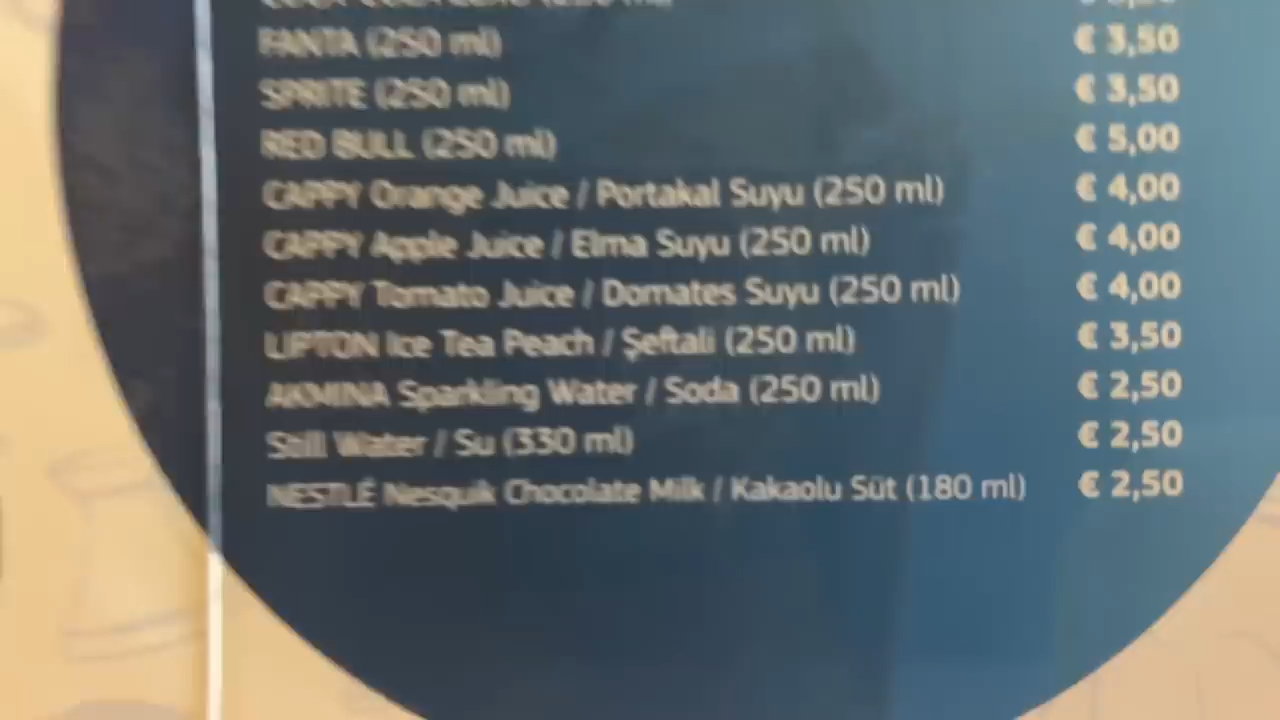 FANTA (250 ml) € 3,50
SPRITE (250 ml) € 3,50
RED BULL (250 ml) € 5,00
CAPPY Orange Juice / Portakal Suyu (250 ml) € 4,00
CAPPY Apple Juice / Elma Suyu (250 ml) € 4,00
CAPPY Tomato Juice / Domates Suyu (250 ml) € 4,00
LIPTON Ice Tea Peach / Şeftali (250 ml) € 3,50
AKMINA Sparkling Water / Soda (250 ml) € 2,50
Still Water / Su (330 ml) € 2,50
NESTLÉ Nesquik Chocolate Milk / Kakaolu Süt (180 ml) € 2,50